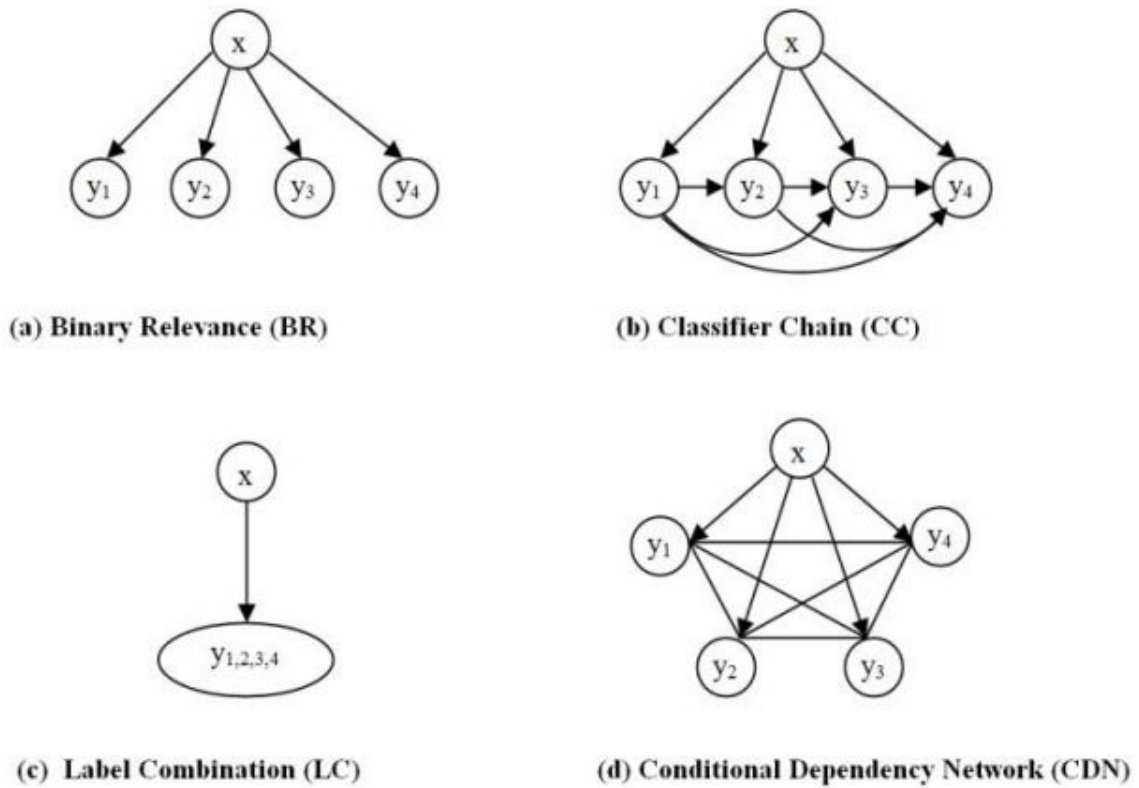 x
y1 y2 y3 y4
(a) Binary Relevance (BR)
x
y1 y2 y3 y4
(b) Classifier Chain (CC)
x
y1,2,3,4
(c) Label Combination (LC)
x
y1 y4
y2 y3
(d) Conditional Dependency Network (CDN)